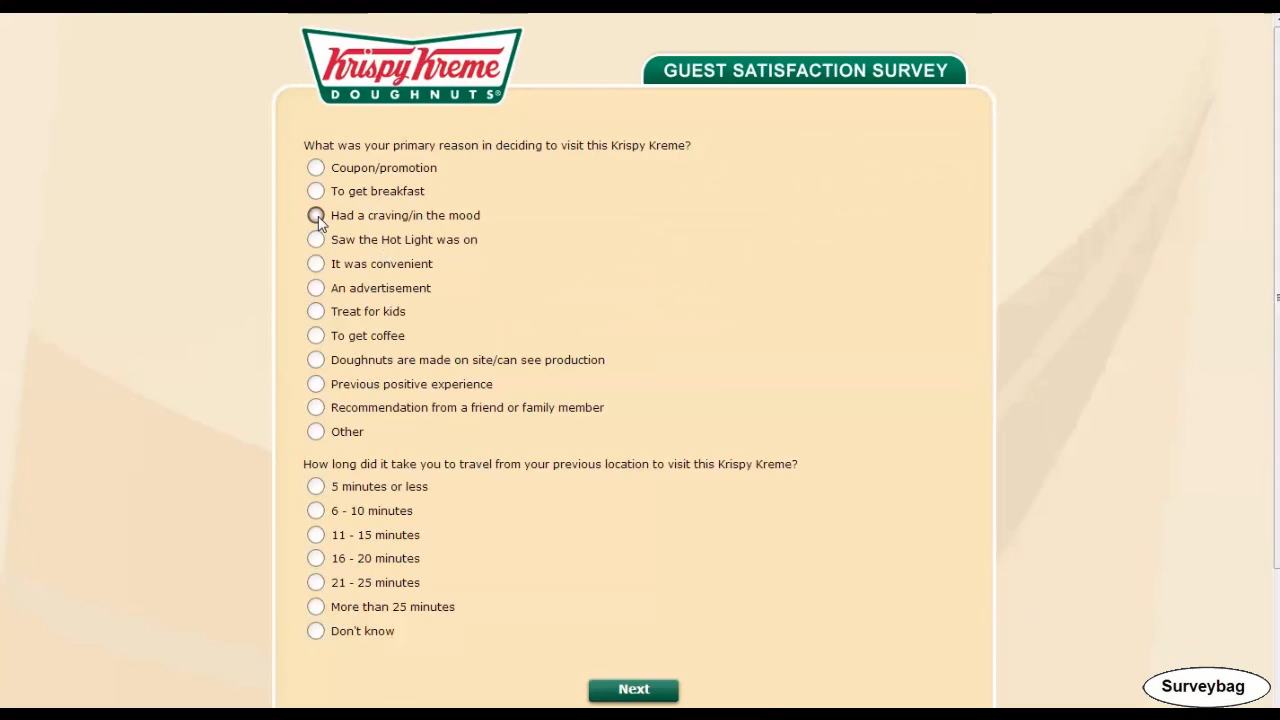 Krispy Kreme
DOUGHNUTS®
GUEST SATISFACTION SURVEY
What was your primary reason in deciding to visit this Krispy Kreme?
Coupon/promotion
To get breakfast
Had a craving/in the mood
Saw the Hot Light was on
It was convenient
An advertisement
Treat for kids
To get coffee
Doughnuts are made on site/can see production
Previous positive experience
Recommendation from a friend or family member
Other
How long did it take you to travel from your previous location to visit this Krispy Kreme?
5 minutes or less
6 - 10 minutes
11 - 15 minutes
16 - 20 minutes
21 - 25 minutes
More than 25 minutes
Don't know
Next
Surveybag